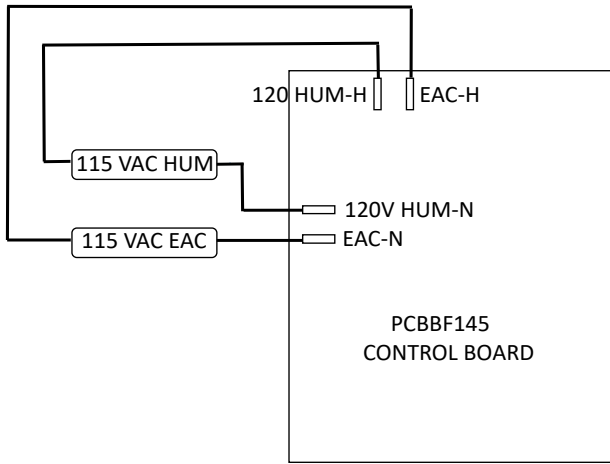 120 HUM-H
EAC-H
115 VAC HUM
120V HUM-N
115 VAC EAC
EAC-N
PCBBF145
CONTROL BOARD